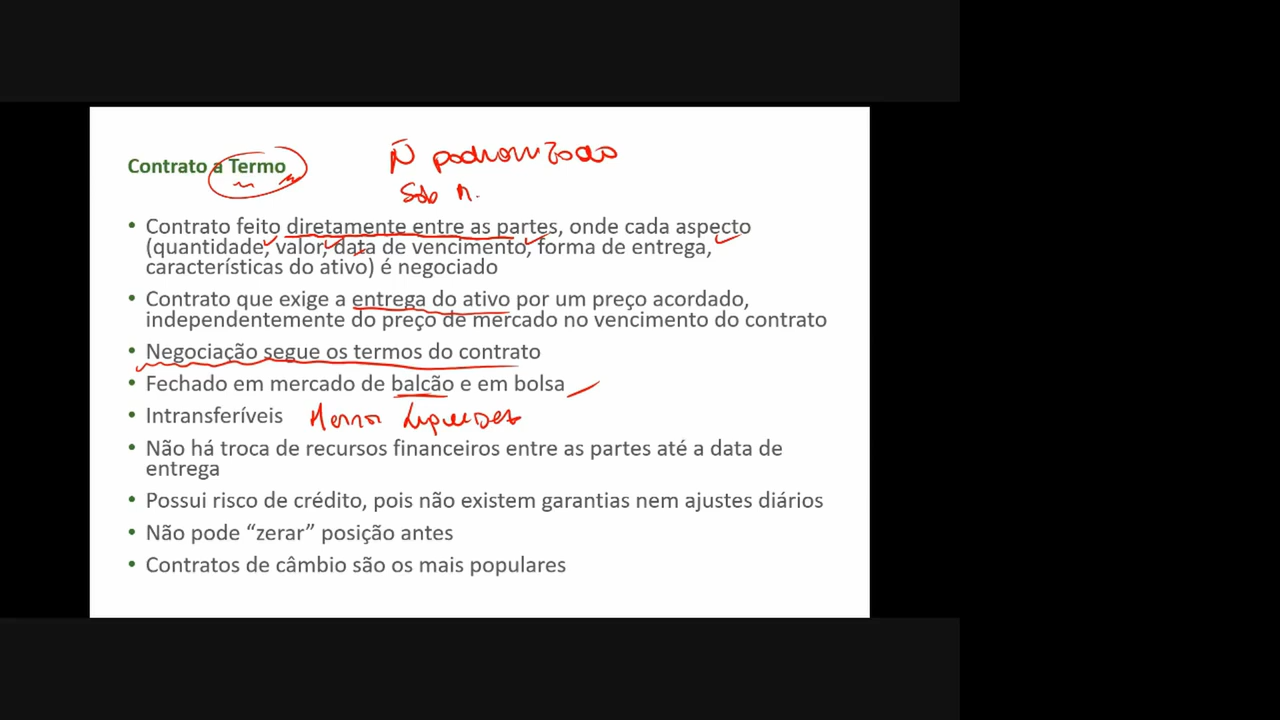 Contrato a Termo
Ñ padronizado
Sob m.
• Contrato feito diretamente entre as partes, onde cada aspecto
(quantidade, valor, data de vencimento, forma de entrega,
características do ativo) é negociado
• Contrato que exige a entrega do ativo por um preço acordado,
independentemente do preço de mercado no vencimento do contrato
• Negociação segue os termos do contrato
• Fechado em mercado de balcão e em bolsa
• Intransferíveis Menor Liquidez
• Não há troca de recursos financeiros entre as partes até a data de
entrega
• Possui risco de crédito, pois não existem garantias nem ajustes diários
• Não pode “zerar” posição antes
• Contratos de câmbio são os mais populares